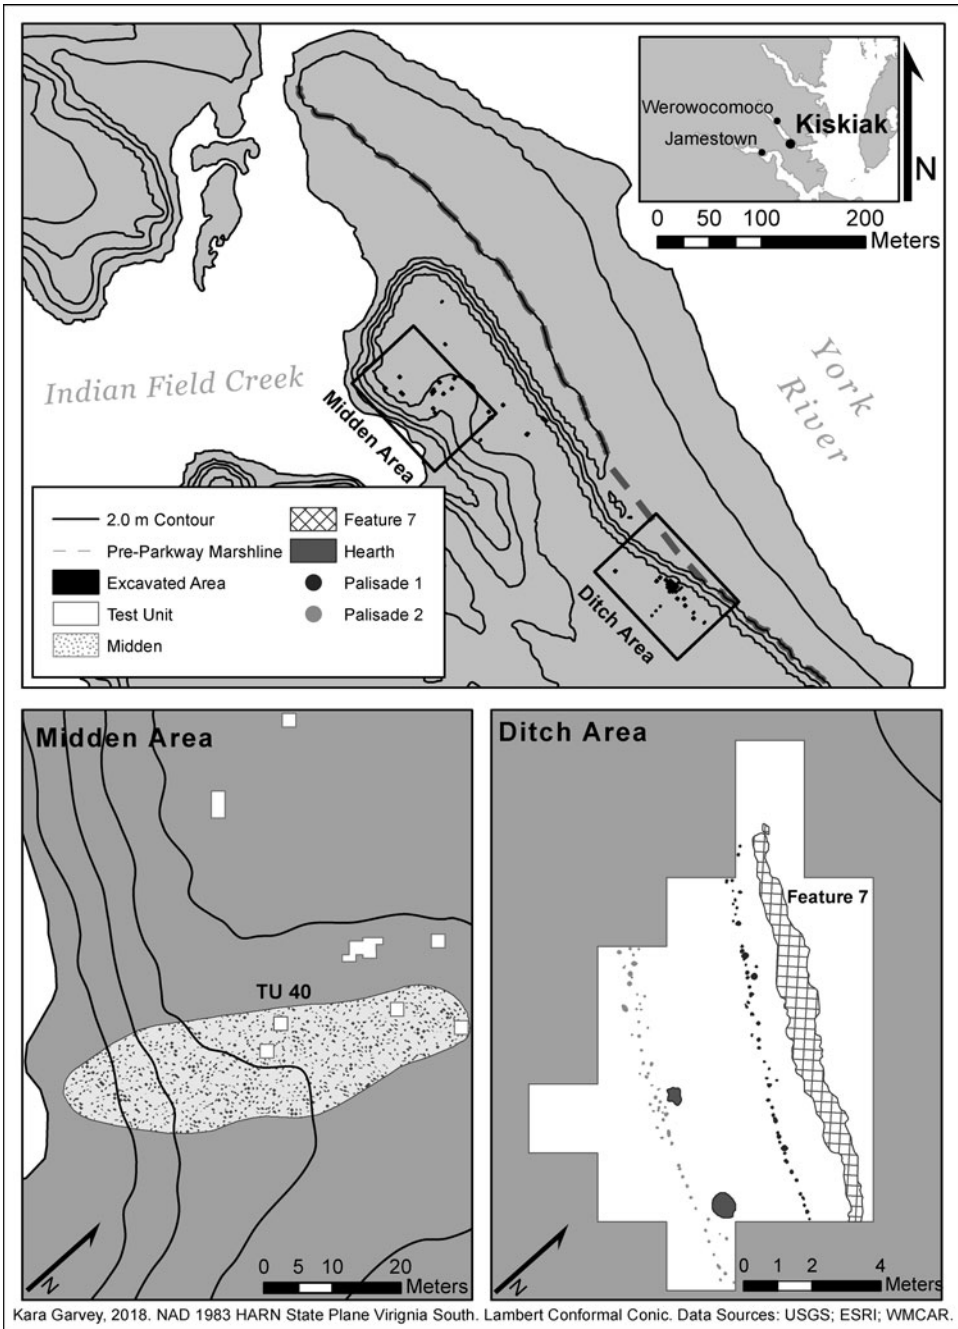 Werowocomoco
Kiskiak
Jamestown
N
0 50 100 200
Meters
York
River
Indian Field Creek
Midden Area
Ditch Area
2.0 m Contour
Pre-Parkway Marshline
Excavated Area
Test Unit
Midden
Feature 7
Hearth
Palisade 1
Palisade 2
Midden Area
TU 40
N
0 5 10 20
Meters
Ditch Area
Feature 7
N
0 1 2 4
Meters
Kara Garvey, 2018. NAD 1983 HARN State Plane Virignia South. Lambert Conformal Conic. Data Sources: USGS; ESRI; WMCAR.